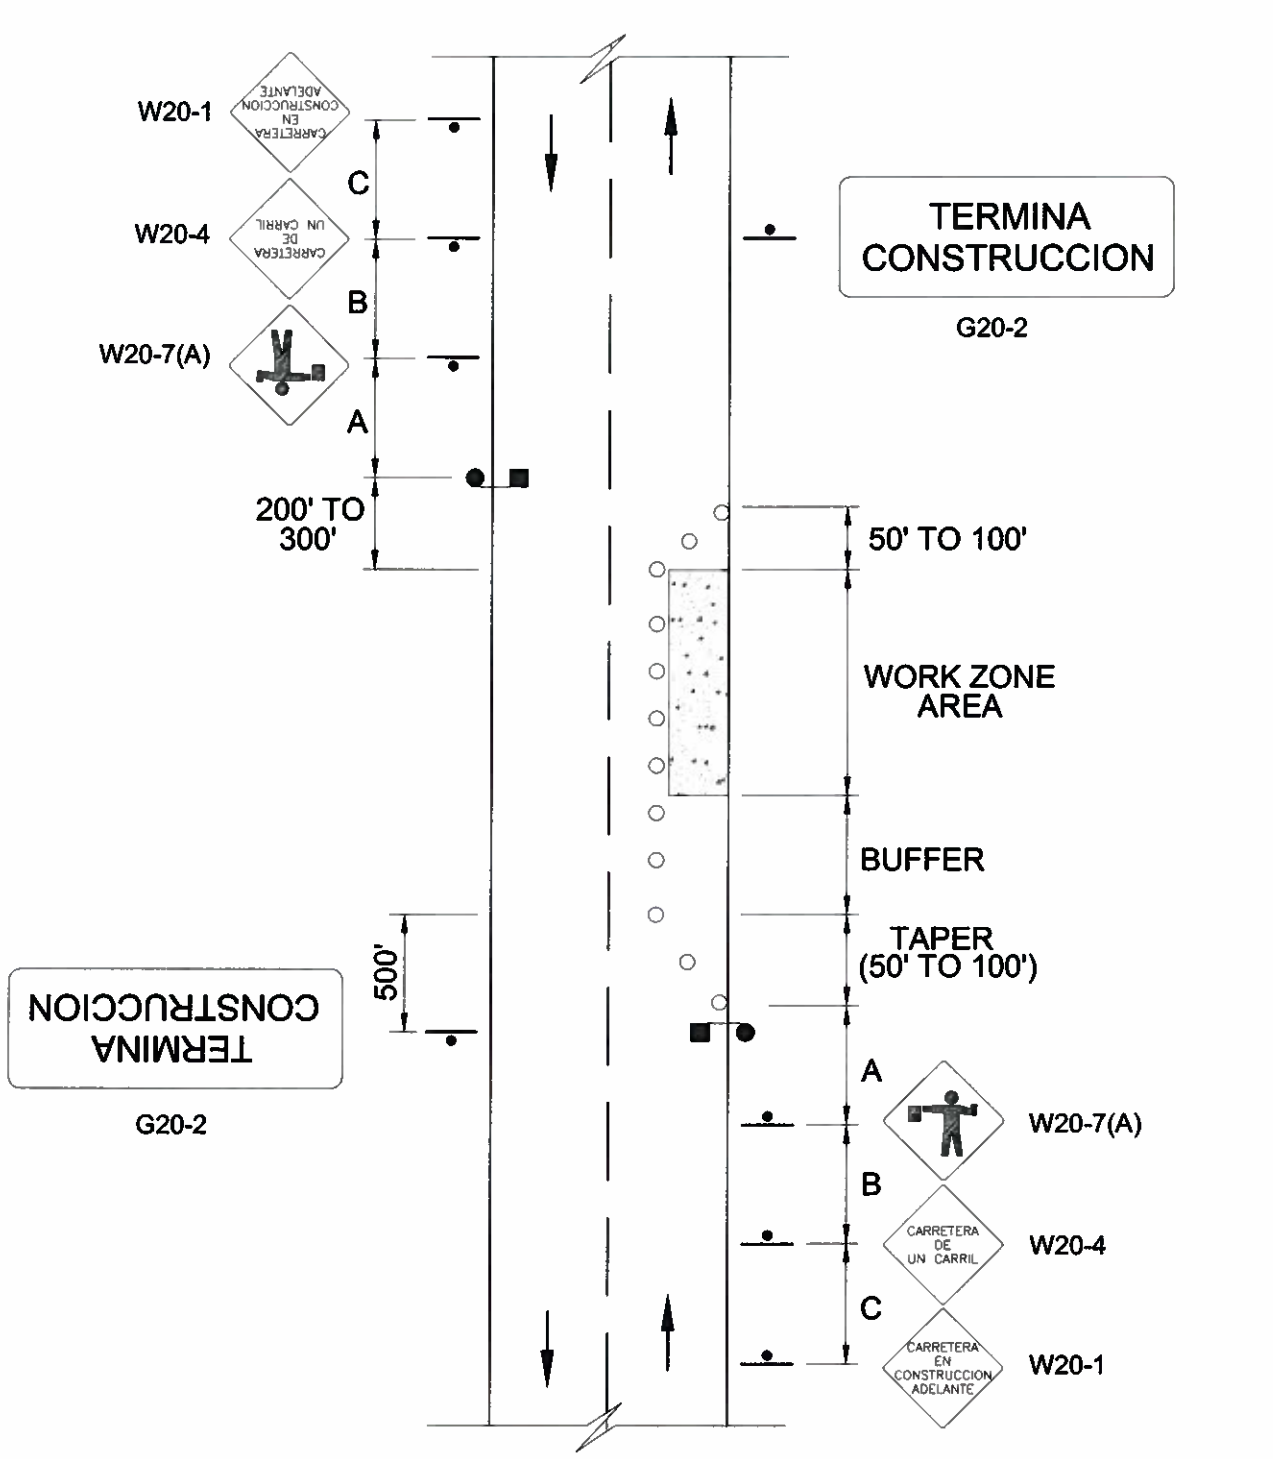 W20-1
CARRETERA
EN
CONSTRUCCION
ADELANTE
C
W20-4
CARRETERA
DE
UN CARRIL
B
W20-7(A)
A
200' TO
300'
TERMINA
CONSTRUCCION
G20-2
50' TO 100'
WORK ZONE
AREA
BUFFER
TAPER
(50' TO 100')
500'
TERMINA
CONSTRUCCION
G20-2
A
W20-7(A)
B
CARRETERA
DE
UN CARRIL
W20-4
C
CARRETERA
EN
CONSTRUCCION
ADELANTE
W20-1